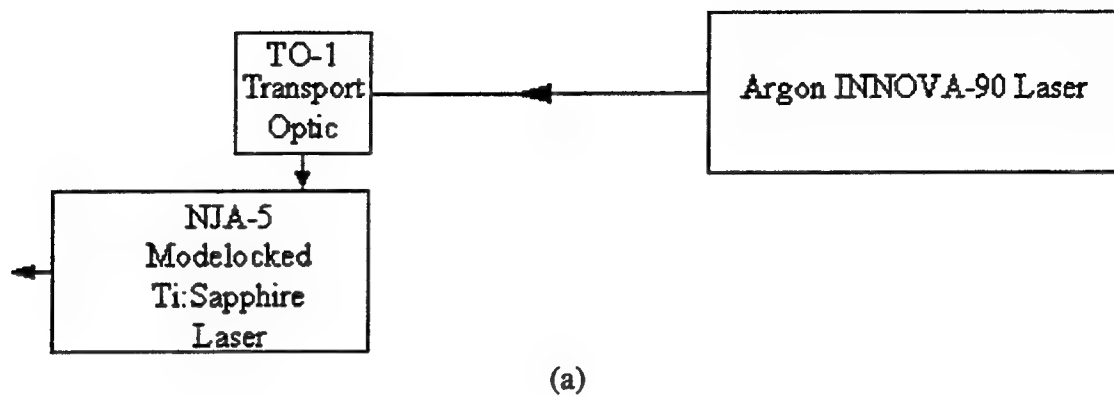 TO-1
Transport
Optic
Argon INNOVA-90 Laser
NJA-5
Modelocked
Ti:Sapphire
Laser
(a)